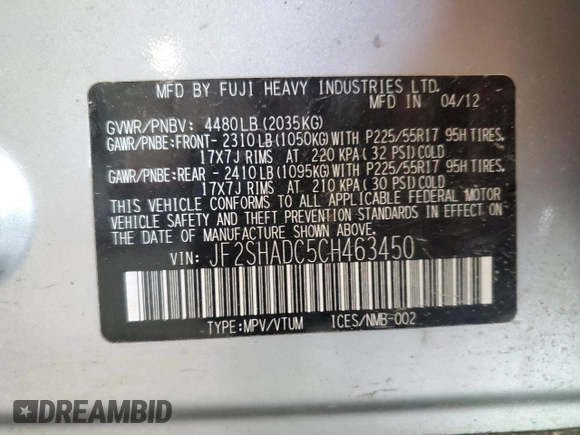 MFD BY FUJI HEAVY INDUSTRIES LTD.
MFD IN 04/12
GVWR/PNBV: 4480LB(2035KG)
GAWR/PNBE:FRONT- 2310LB(1050KG)WITH P225/55R17 95H TIRES,
17X7J RIMS AT 220 KPA(32 PSI)COLD
GAWR/PNBE:REAR - 2410LB(1095KG)WITH P225/55R17 95H TIRES,
17X7J RIMS AT 210 KPA(30 PSI)COLD
THIS VEHICLE CONFORMS TO ALL APPLICABLE FEDERAL MOTOR
VEHICLE SAFETY AND THEFT PREVENTION STANDARDS IN EFFECT ON
THE DATE OF MANUFACTURE SHOWN ABOVE.
VIN: JF2SHADC5CH463450
TYPE:MPV/VTUM ICES/NMB-002
DREAMBID